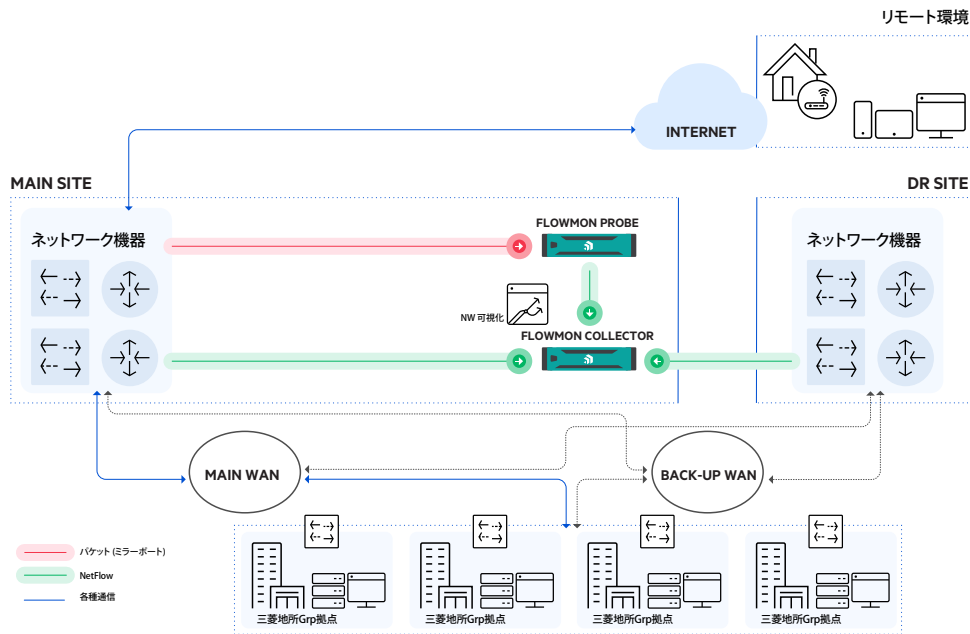 リモート環境
INTERNET
MAIN SITE
DR SITE
ネットワーク機器
FLOWMON PROBE
ネットワーク機器
NW 可視化
FLOWMON COLLECTOR
MAIN WAN
BACK-UP WAN
パケット (ミラーポート)
NetFlow
各種通信
三菱地所Grp拠点
三菱地所Grp拠点
三菱地所Grp拠点
三菱地所Grp拠点